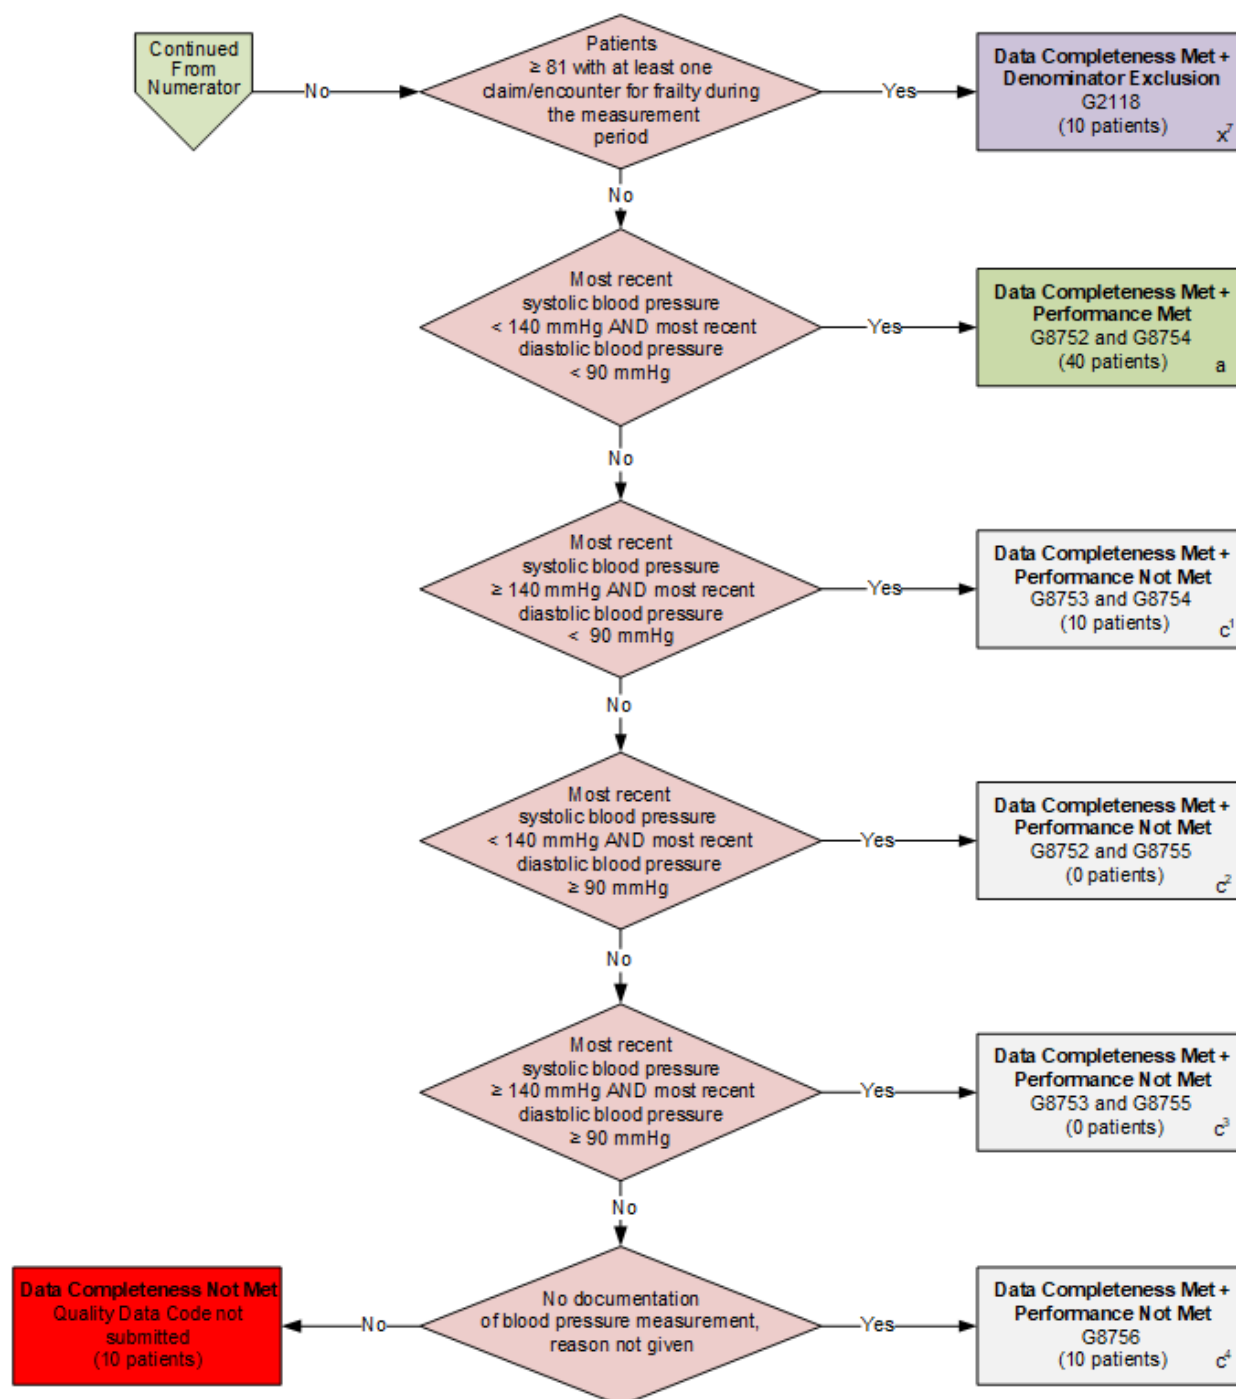 Continued
From
Numerator
No
Patients
≥ 81 with at least one
claim/encounter for frailty during
the measurement
period
Yes
Data Completeness Met +
Denominator Exclusion
G2118
(10 patients)
x⁷
No
Most recent
systolic blood pressure
< 140 mmHg AND most recent
diastolic blood pressure
< 90 mmHg
Yes
Data Completeness Met +
Performance Met
G8752 and G8754
(40 patients)
a
No
Most recent
systolic blood pressure
≥ 140 mmHg AND most recent
diastolic blood pressure
< 90 mmHg
Yes
Data Completeness Met +
Performance Not Met
G8753 and G8754
(10 patients)
c¹
No
Most recent
systolic blood pressure
< 140 mmHg AND most recent
diastolic blood pressure
≥ 90 mmHg
Yes
Data Completeness Met +
Performance Not Met
G8752 and G8755
(0 patients)
c²
No
Most recent
systolic blood pressure
≥ 140 mmHg AND most recent
diastolic blood pressure
≥ 90 mmHg
Yes
Data Completeness Met +
Performance Not Met
G8753 and G8755
(0 patients)
c³
No
No documentation
of blood pressure measurement,
reason not given
Yes
Data Completeness Met +
Performance Not Met
G8756
(10 patients)
c⁴
No
Data Completeness Not Met
Quality Data Code not
submitted
(10 patients)